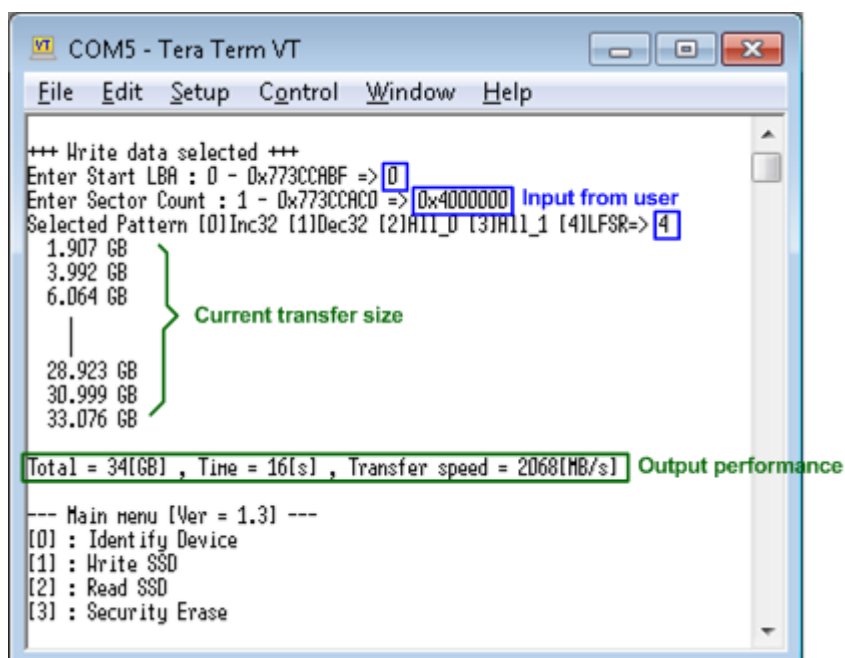 COM5 - Tera Term VT
File Edit Setup Control Window Help
+++ Write data selected +++
Enter Start LBA : 0 - 0x773CCABF => 0
Enter Sector Count : 1 - 0x773CCAC0 => 0x4000000 Input from user
Selected Pattern [0]Inc32 [1]Dec32 [2]All_0 [3]All_1 [4]LFSR=> 4
1.907 GB
3.992 GB
6.064 GB
Current transfer size
28.923 GB
30.999 GB
33.076 GB
Total = 34[GB] , Time = 16[s] , Transfer speed = 2068[MB/s] Output performance
--- Main menu [Ver = 1.3] ---
[0] : Identify Device
[1] : Write SSD
[2] : Read SSD
[3] : Security Erase